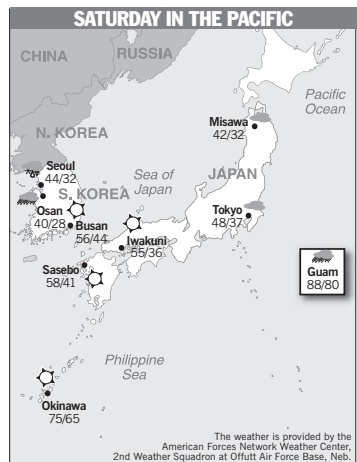 SATURDAY IN THE PACIFIC
CHINA
RUSSIA
Pacific
Ocean
Misawa
42/32
N. KOREA
Seoul
44/32
Sea of
Japan
JAPAN
S. KOREA
Osan
40/28
Busan
56/44
Iwakuni
55/36
Tokyo
48/37
Sasebo
58/41
Guam
88/80
Philippine
Sea
Okinawa
75/65
The weather is provided by the
American Forces Network Weather Center,
2nd Weather Squadron at Offutt Air Force Base, Neb.